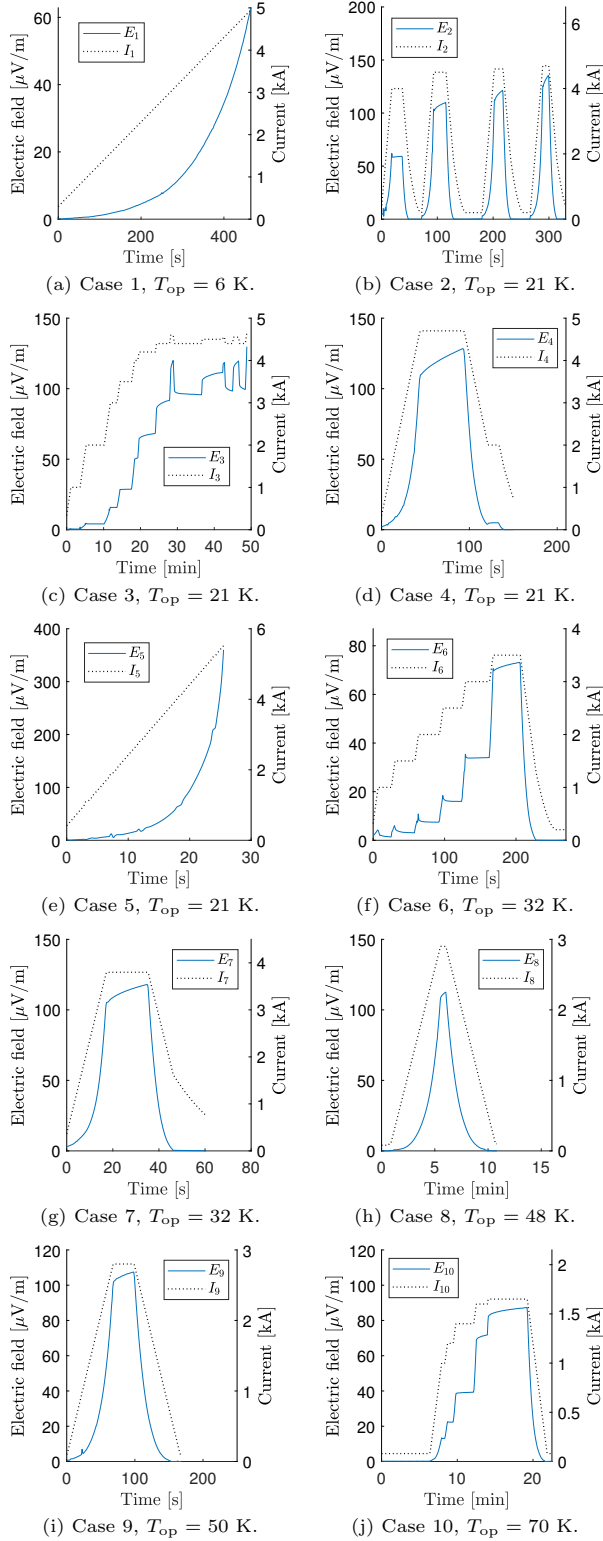 Electric field [μV/m]
60
40
20
0
E1
I1
5
4
3
2
1
0
Current [kA]
0 200 400
Time [s]
(a) Case 1, Top = 6 K.
Electric field [μV/m]
200
150
100
50
0
E2
I2
6
4
2
0
Current [kA]
0 100 200 300
Time [s]
(b) Case 2, Top = 21 K.
Electric field [μV/m]
150
100
50
0
E3
I3
5
4
3
2
1
0
Current [kA]
0 10 20 30 40 50
Time [min]
(c) Case 3, Top = 21 K.
Electric field [μV/m]
150
100
50
0
E4
I4
5
4
3
2
1
0
Current [kA]
0 100 200
Time [s]
(d) Case 4, Top = 21 K.
Electric field [μV/m]
400
300
200
100
0
E5
I5
6
4
2
0
Current [kA]
0 10 20 30
Time [s]
(e) Case 5, Top = 21 K.
Electric field [μV/m]
80
60
40
20
0
E6
I6
4
3
2
1
0
Current [kA]
0 100 200
Time [s]
(f) Case 6, Top = 32 K.
Electric field [μV/m]
150
100
50
0
E7
I7
4
3
2
1
0
Current [kA]
0 20 40 60 80
Time [s]
(g) Case 7, Top = 32 K.
Electric field [μV/m]
150
100
50
0
E8
I8
3
2
1
0
Current [kA]
0 5 10 15
Time [min]
(h) Case 8, Top = 48 K.
Electric field [μV/m]
120
100
80
60
40
20
0
E9
I9
3
2
1
0
Current [kA]
0 100 200
Time [s]
(i) Case 9, Top = 50 K.
Electric field [μV/m]
120
100
80
60
40
20
0
E10
I10
2
1.5
1
0.5
0
Current [kA]
0 10 20
Time [min]
(j) Case 10, Top = 70 K.